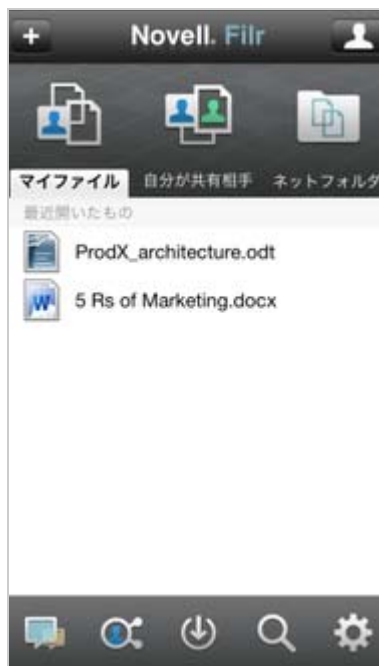 + Novell. Filr
マイファイル 自分が共有相手 ネットフォルダ
最近開いたもの
ProdX_architecture.odt
5 Rs of Marketing.docx